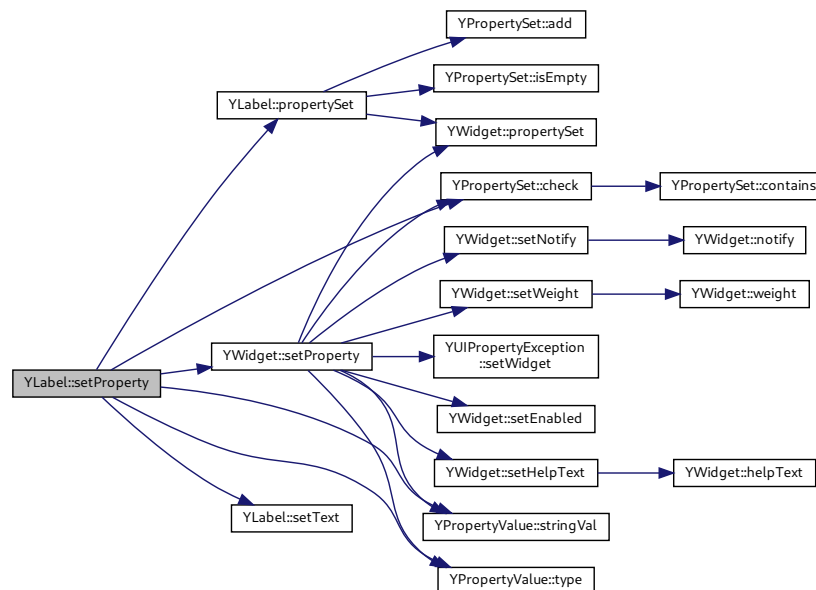 YPropertySet::add
YPropertySet::isEmpty
YLabel::propertySet
YWidget::propertySet
YPropertySet::check
YPropertySet::contains
YWidget::setNotify
YWidget::notify
YWidget::setWeight
YWidget::weight
YWidget::setProperty
YUIPropertyException
::setWidget
YLabel::setProperty
YWidget::setEnabled
YWidget::setHelpText
YWidget::helpText
YLabel::setText
YPropertyValue::stringVal
YPropertyValue::type